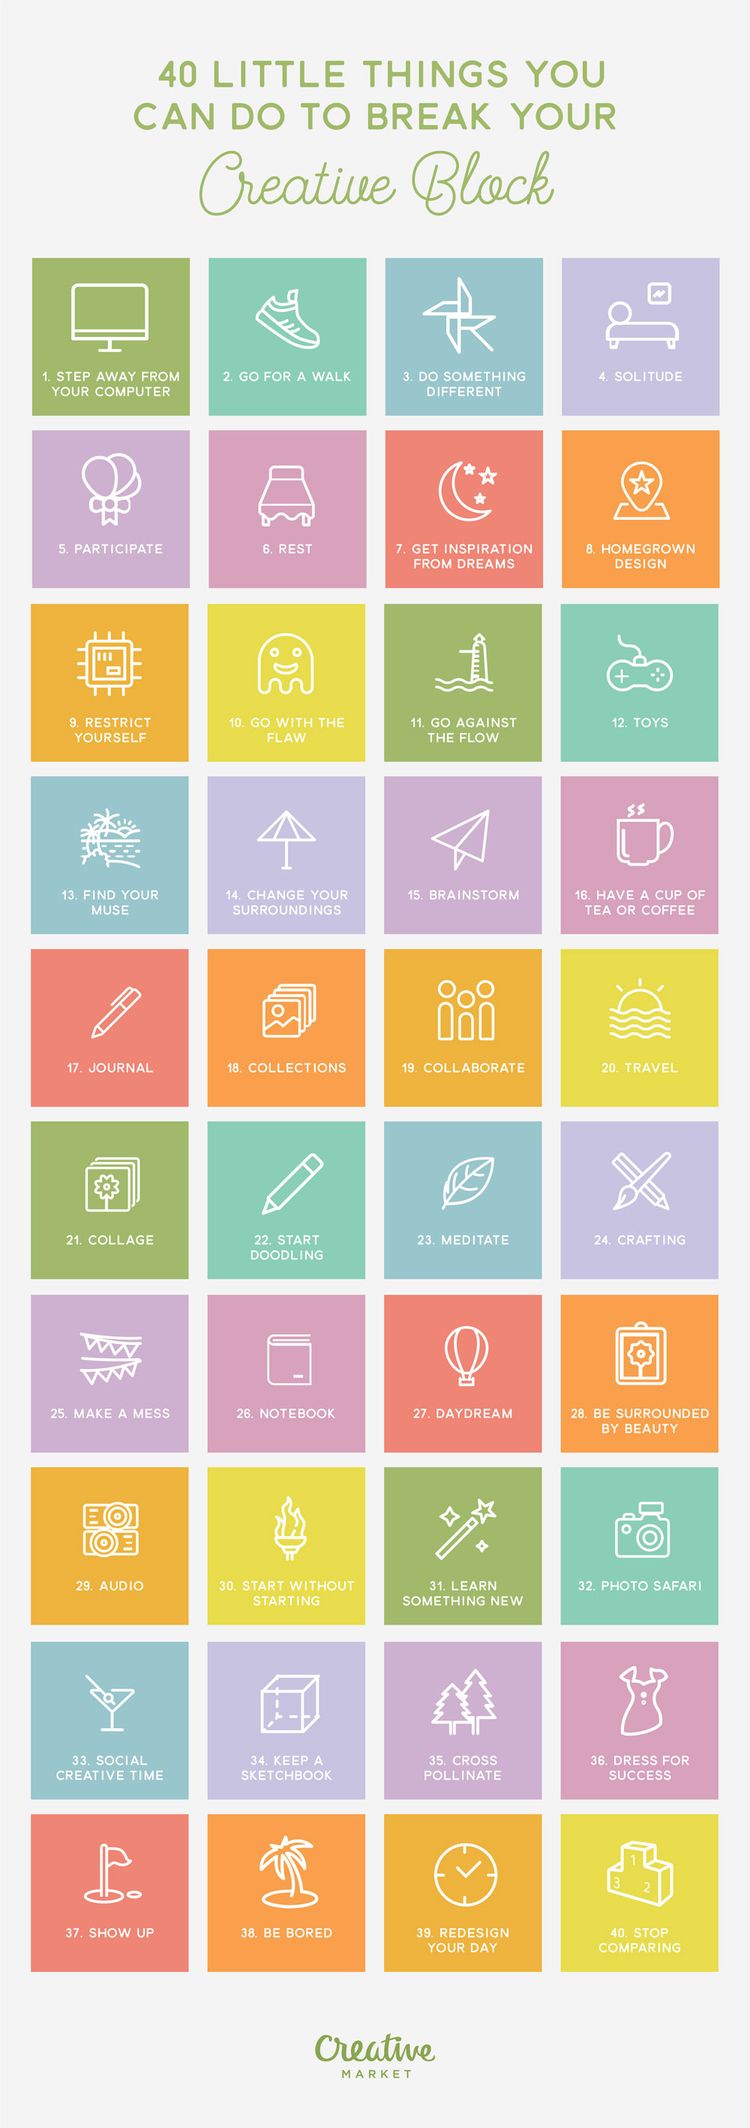 40 LITTLE THINGS YOU
CAN DO TO BREAK YOUR
Creative Block
1. STEP AWAY FROM
YOUR COMPUTER
2. GO FOR A WALK
3. DO SOMETHING
DIFFERENT
4. SOLITUDE
5. PARTICIPATE
6. REST
7. GET INSPIRATION
FROM DREAMS
8. HOMEGROWN
DESIGN
9. RESTRICT
YOURSELF
10. GO WITH THE
FLAW
11. GO AGAINST
THE FLOW
12. TOYS
13. FIND YOUR
MUSE
14. CHANGE YOUR
SURROUNDINGS
15. BRAINSTORM
16. HAVE A CUP OF
TEA OR COFFEE
17. JOURNAL
18. COLLECTIONS
19. COLLABORATE
20. TRAVEL
21. COLLAGE
22. START
DOODLING
23. MEDITATE
24. CRAFTING
25. MAKE A MESS
26. NOTEBOOK
27. DAYDREAM
28. BE SURROUNDED
BY BEAUTY
29. AUDIO
30. START WITHOUT
STARTING
31. LEARN
SOMETHING NEW
32. PHOTO SAFARI
33. SOCIAL
CREATIVE TIME
34. KEEP A
SKETCHBOOK
35. CROSS
POLLINATE
36. DRESS FOR
SUCCESS
37. SHOW UP
38. BE BORED
39. REDESIGN
YOUR DAY
1
3
2
40. STOP
COMPARING
Creative
MARKET